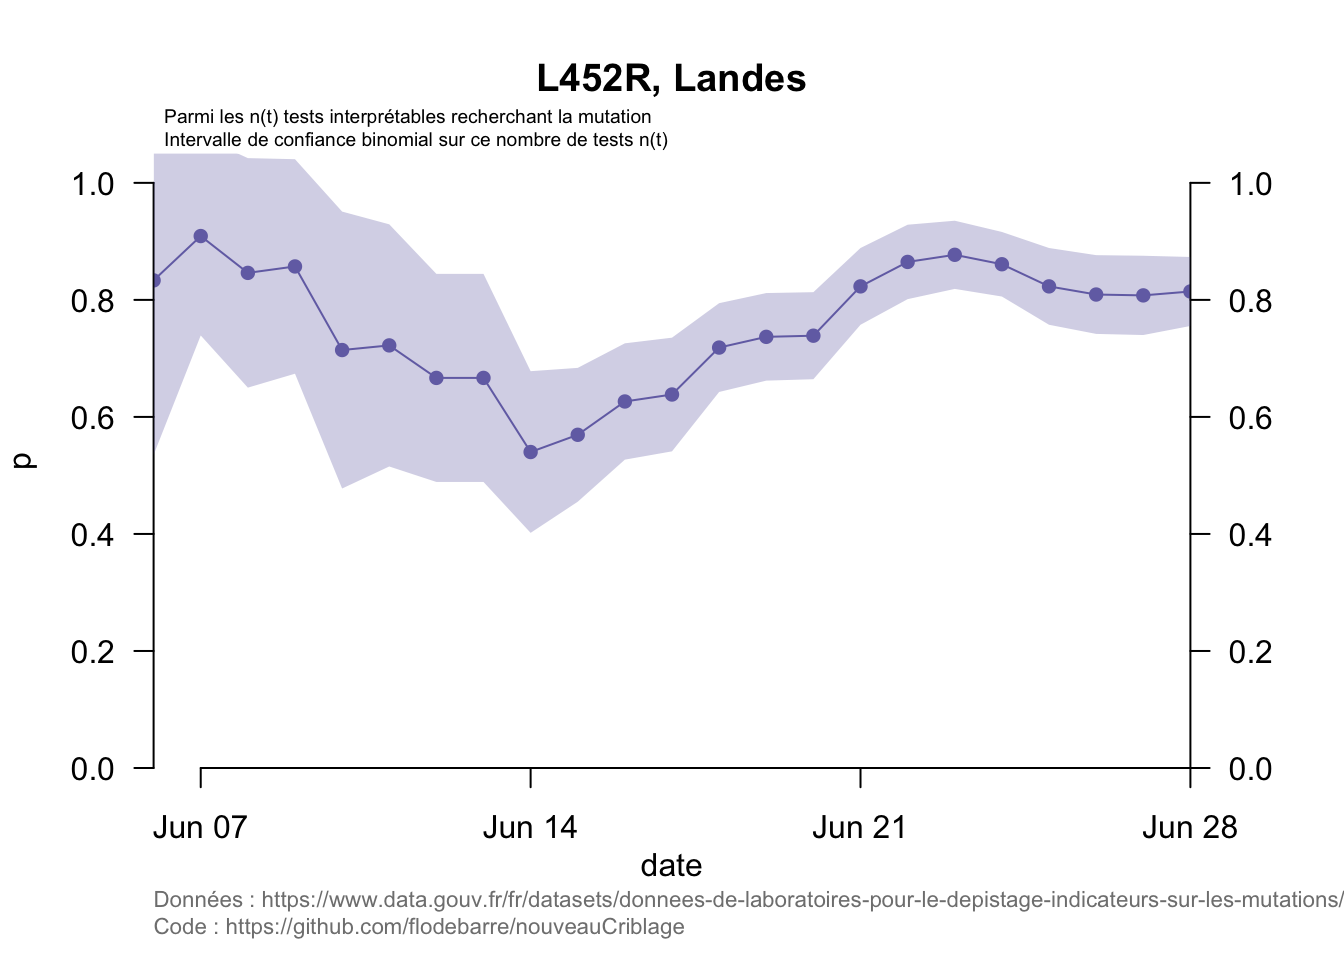 L452R, Landes
Parmi les n(t) tests interprétables recherchant la mutation
Intervalle de confiance binomial sur ce nombre de tests n(t)
1.0 1.0
0.8 0.8
0.6 0.6
p
0.4 0.4
0.2 0.2
0.0 0.0
Jun 07 Jun 14 Jun 21 Jun 28
date
Données : https://www.data.gouv.fr/fr/datasets/donnees-de-laboratoires-pour-le-depistage-indicateurs-sur-les-mutations/
Code : https://github.com/flodebarre/nouveauCriblage